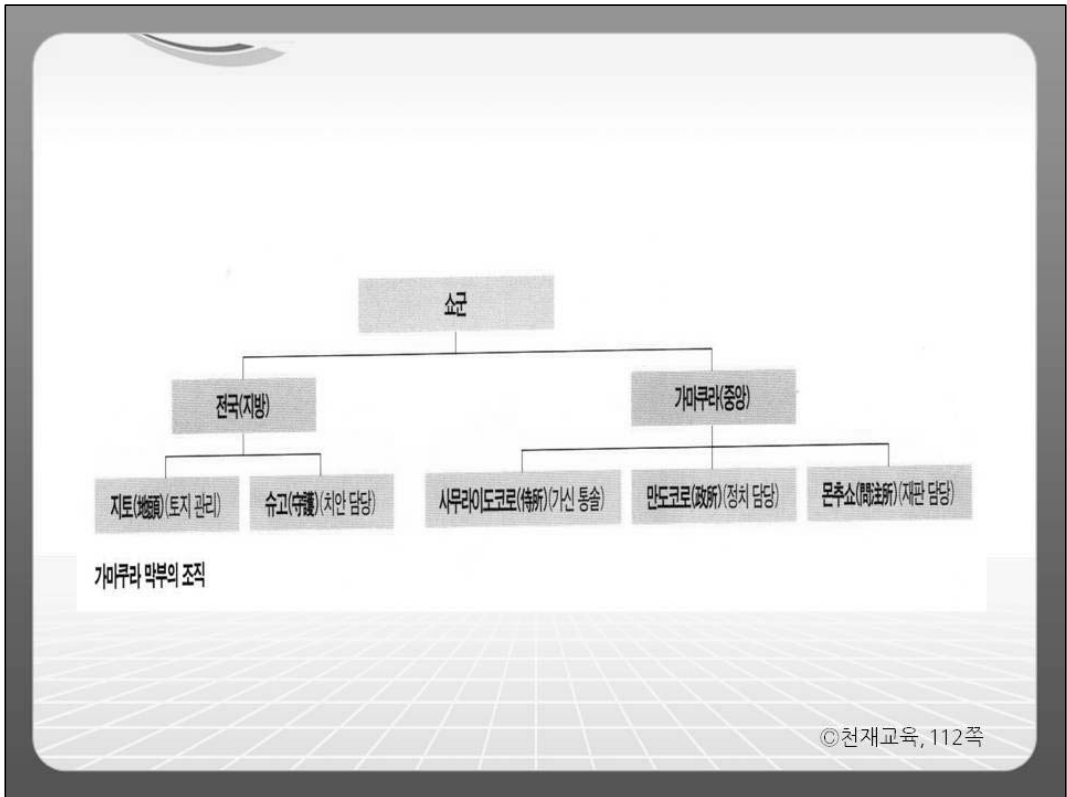 쇼군
전국(지방)
가마쿠라(중앙)
지토(地頭)(토지 관리)
슈고(守護)(치안 담당)
사무라이도코로(侍所)(가신 통솔)
만도코로(政所)(정치 담당)
몬추쇼(問注所)(재판 담당)
가마쿠라 막부의 조직
©천재교육, 112쪽